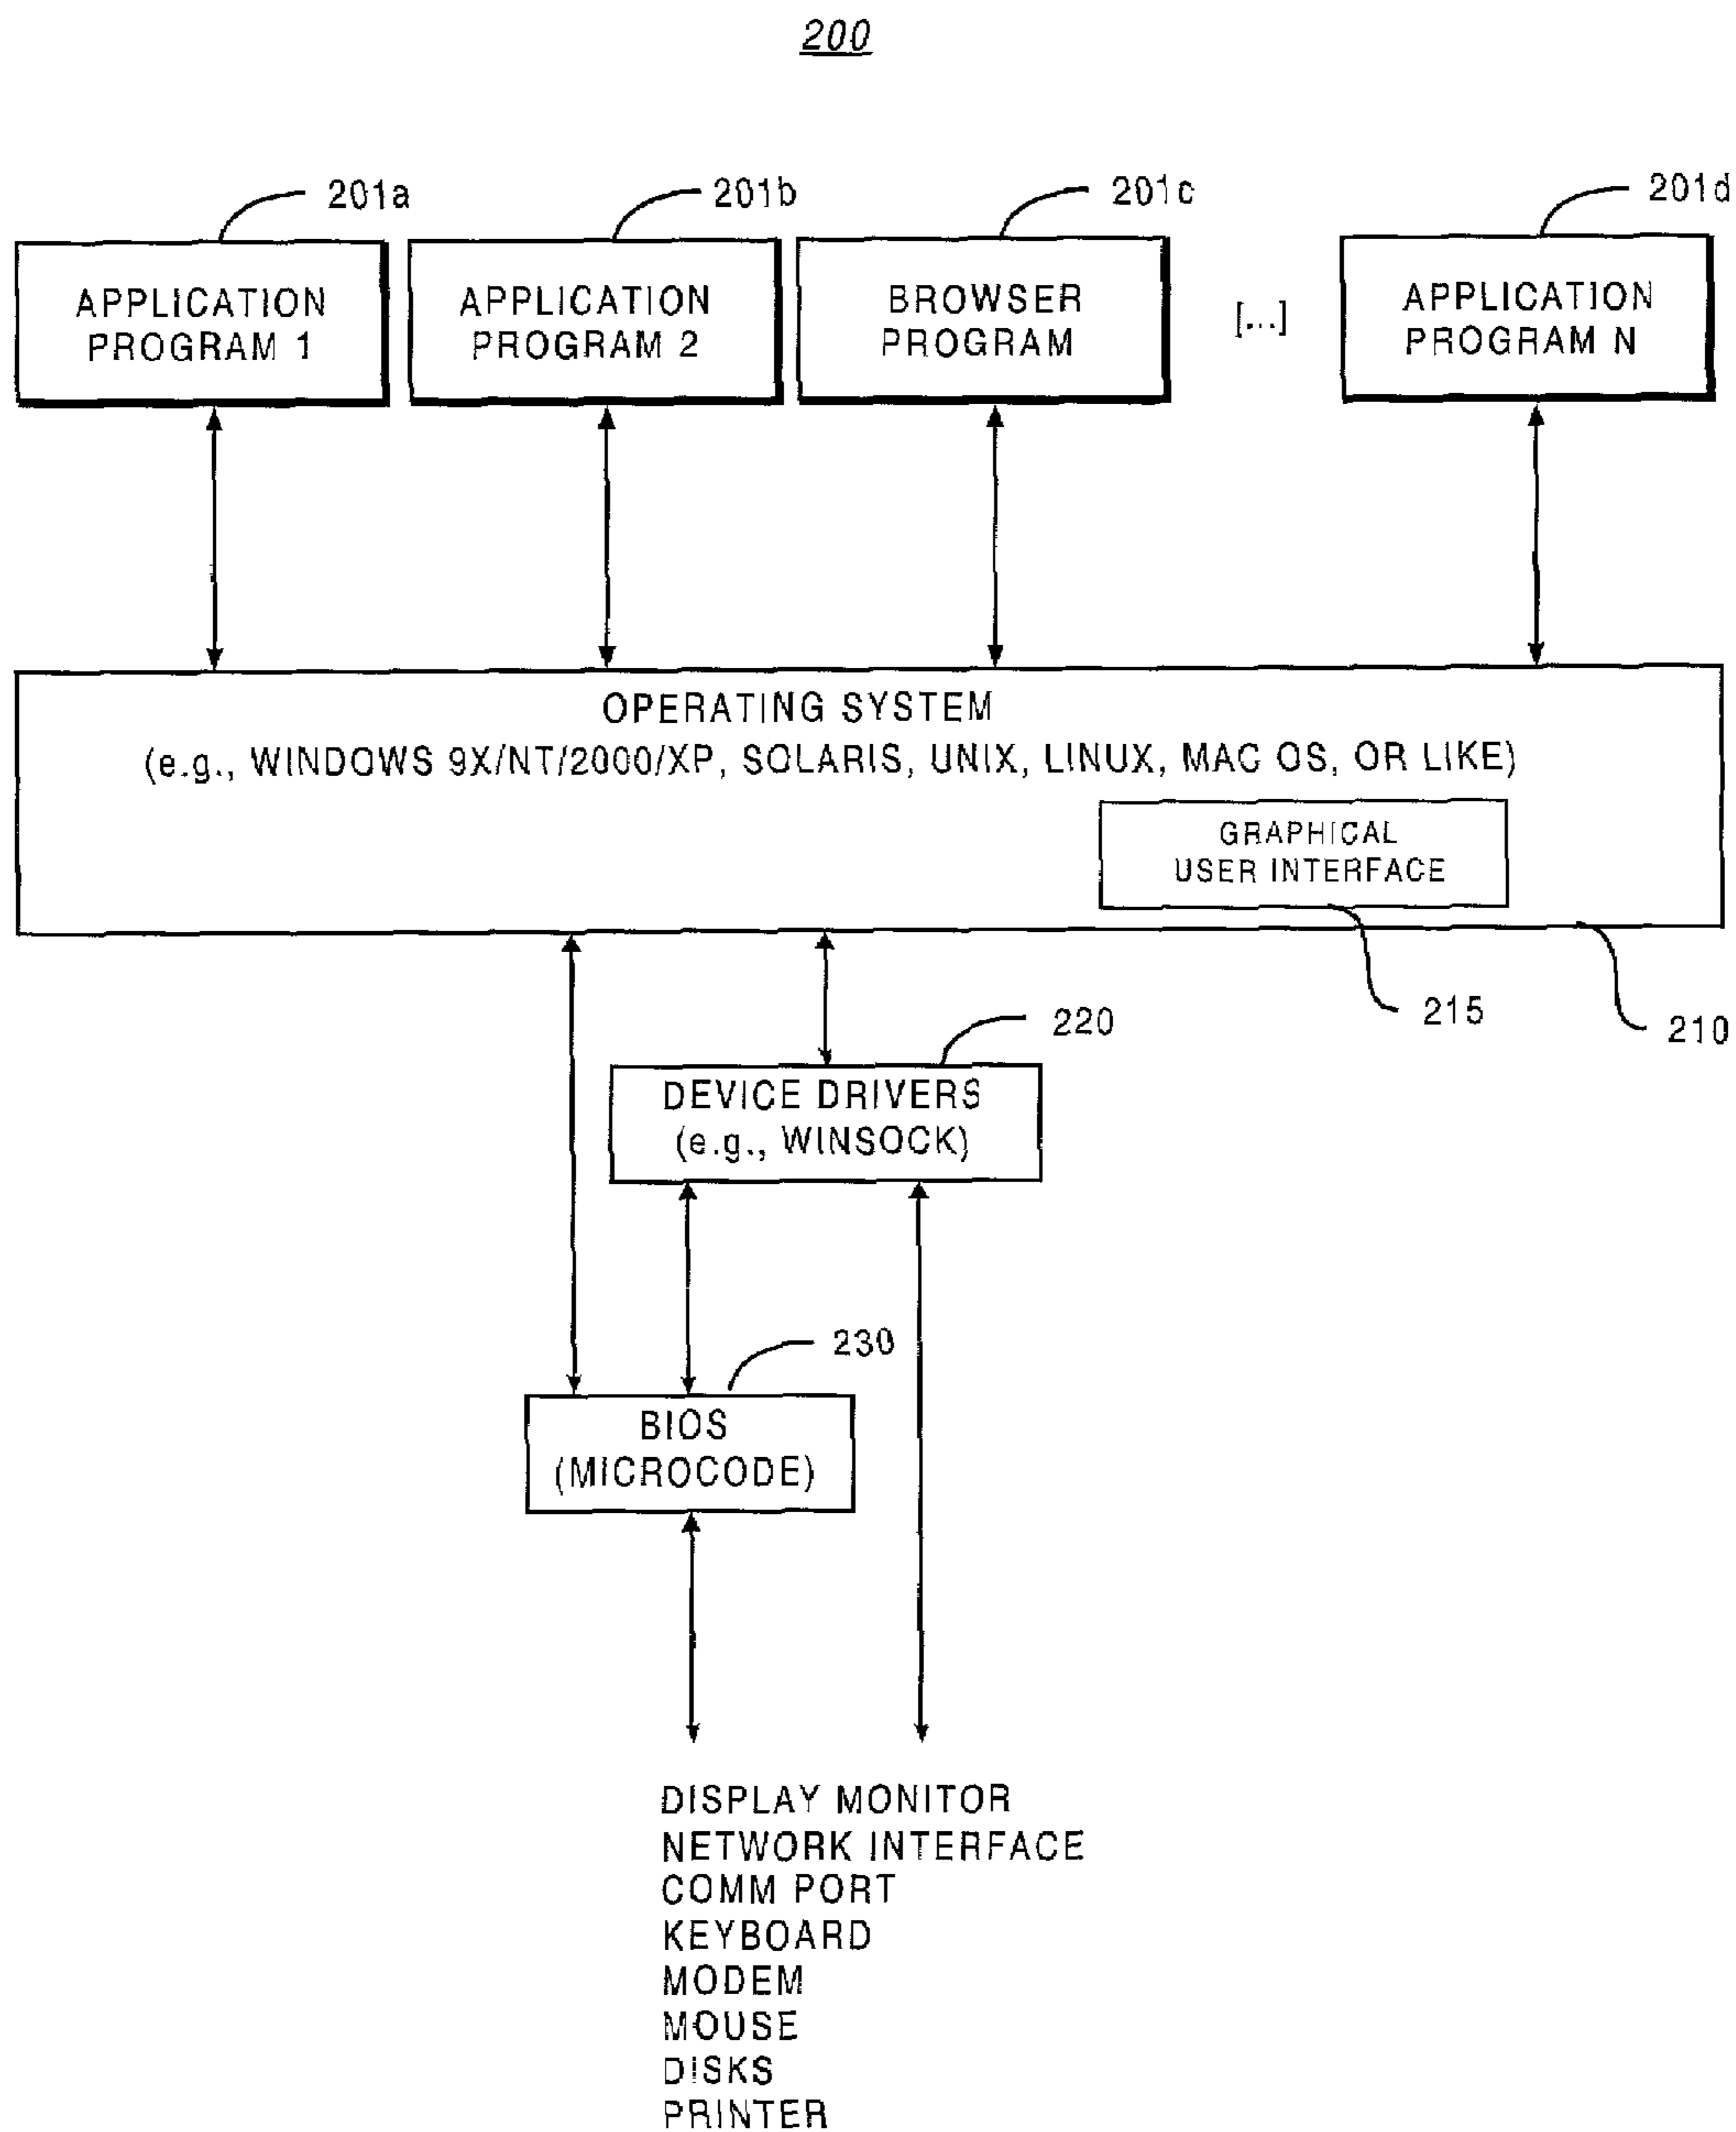 200
201a
201b
201c
201d
APPLICATION
PROGRAM 1
APPLICATION
PROGRAM 2
BROWSER
PROGRAM
[...]
APPLICATION
PROGRAM N
OPERATING SYSTEM
(e.g., WINDOWS 9X/NT/2000/XP, SOLARIS, UNIX, LINUX, MAC OS, OR LIKE)
GRAPHICAL
USER INTERFACE
215
210
220
DEVICE DRIVERS
(e.g., WINSOCK)
230
BIOS
(MICROCODE)
DISPLAY MONITOR
NETWORK INTERFACE
COMM PORT
KEYBOARD
MODEM
MOUSE
DISKS
PRINTER